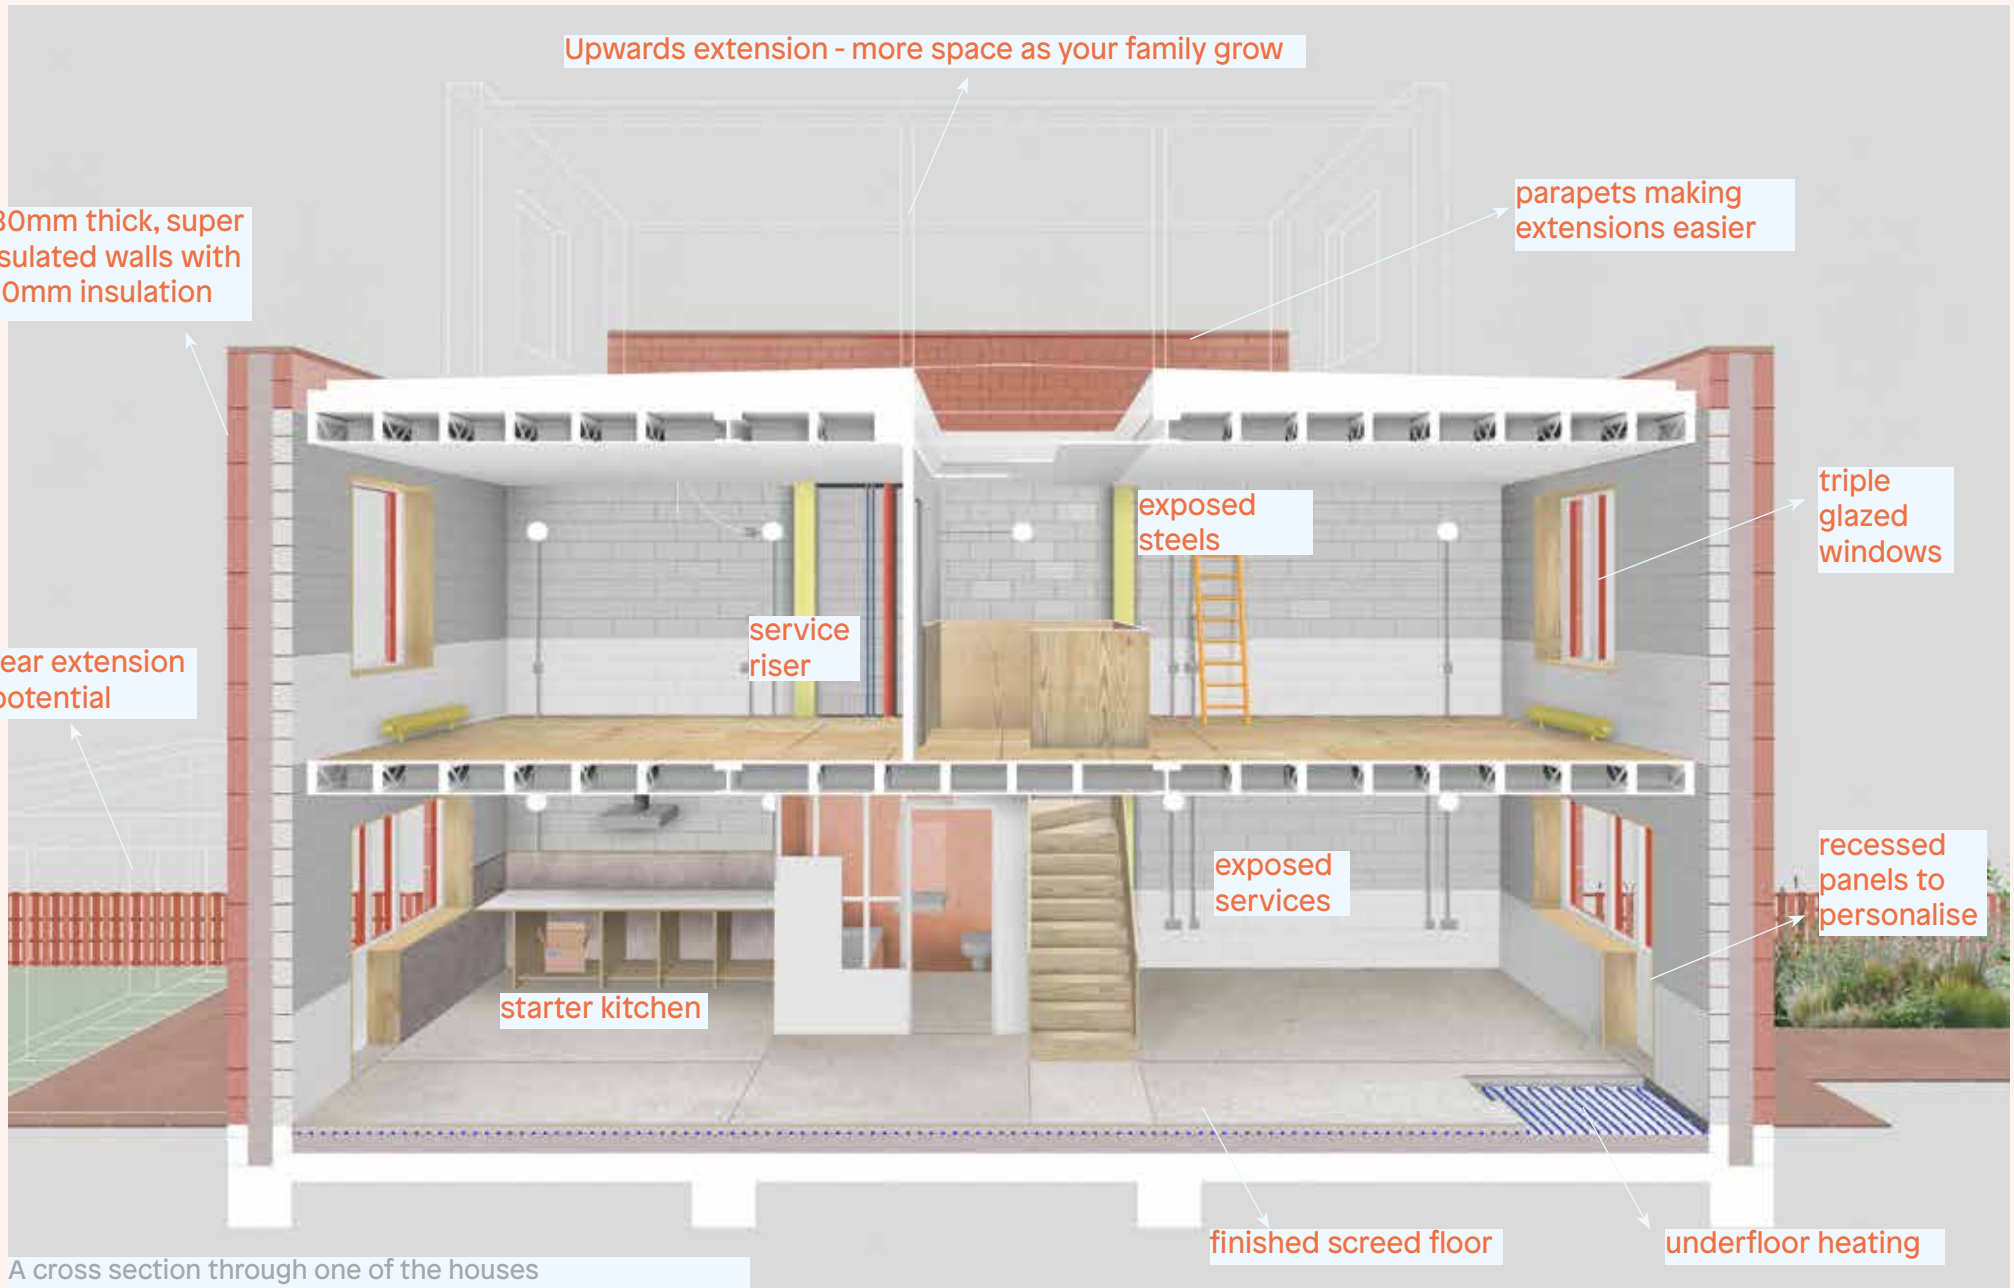 Upwards extension - more space as your family grow
parapets making
extensions easier
30mm thick, super
sulated walls with
0mm insulation
triple
glazed
windows
exposed
steels
service
riser
ear extension
potential
recessed
panels to
personalise
exposed
services
starter kitchen
finished screed floor
underfloor heating
A cross section through one of the houses